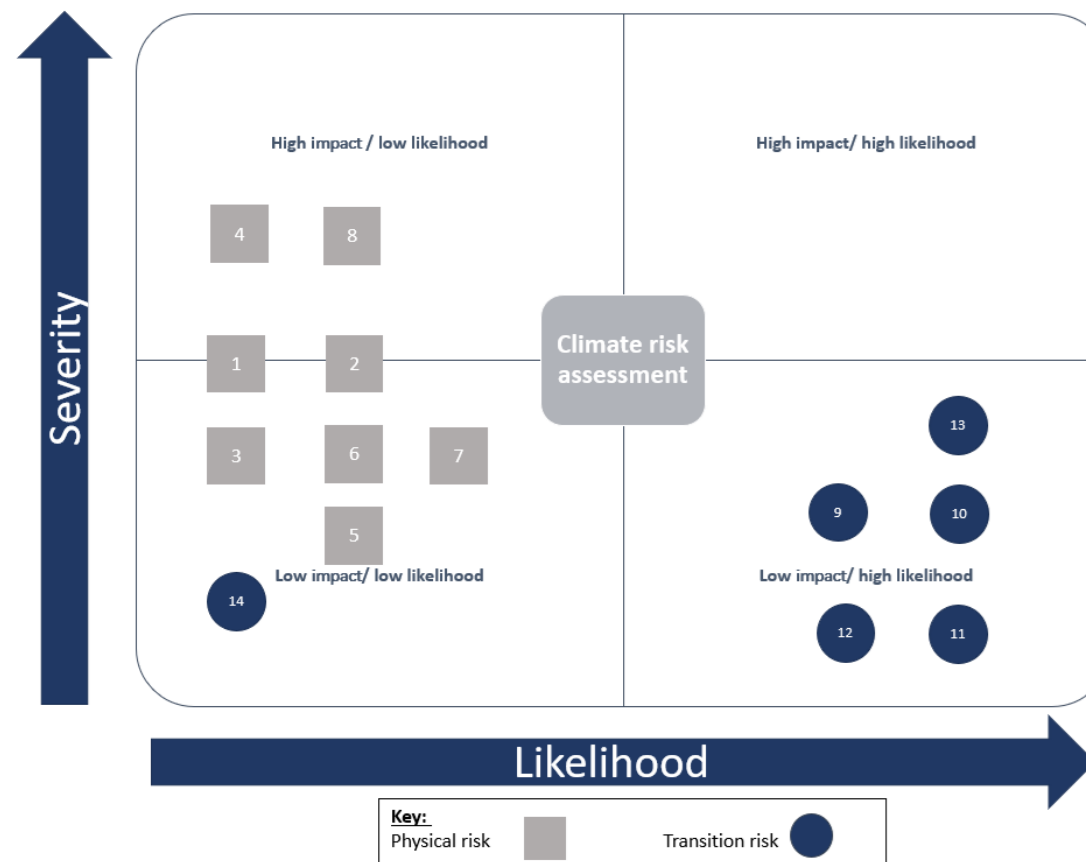 High impact / low likelihood
High impact/ high likelihood
4
8
Severity
1
2
Climate risk
assessment
13
3
6
7
9
10
5
Low impact/ low likelihood
Low impact/ high likelihood
14
12
11
Likelihood
Key:
Physical risk
Transition risk